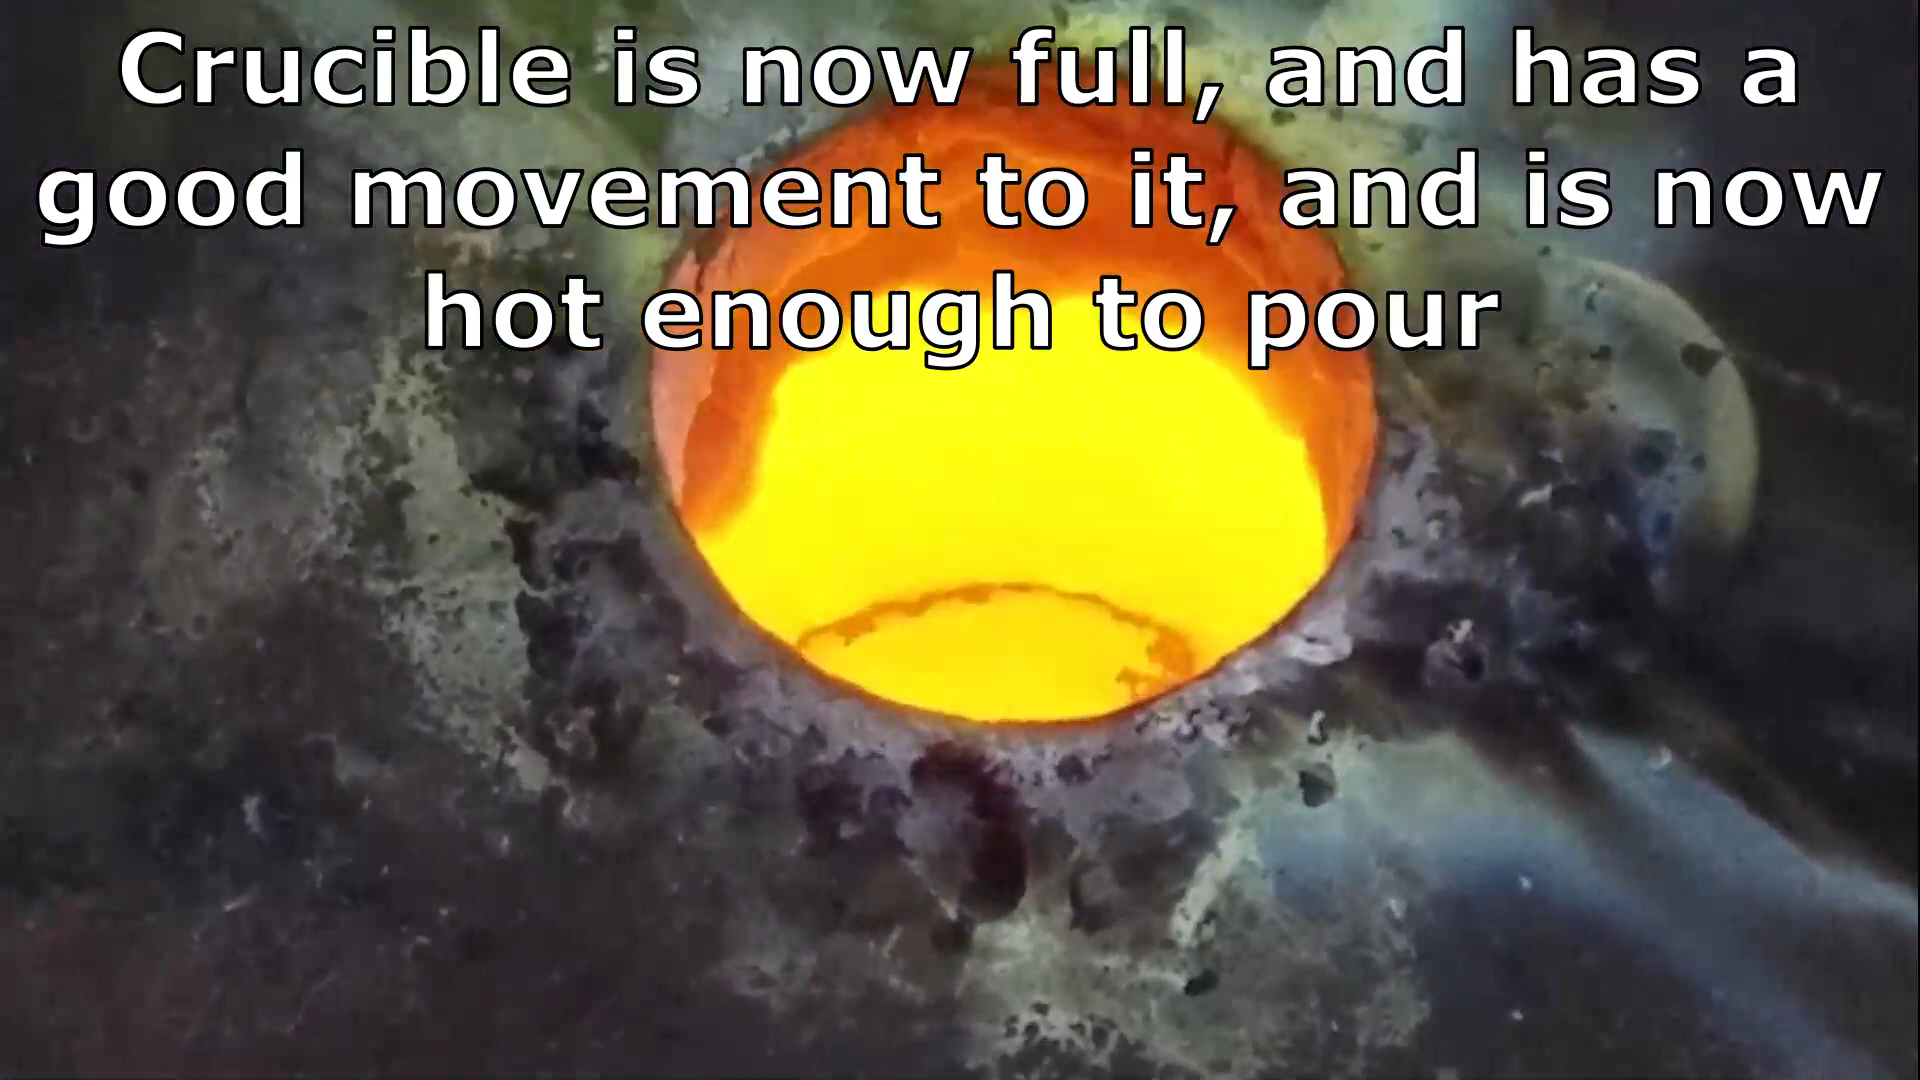 Crucible is now full, and has a
good movement to it, and is now
hot enough to pour